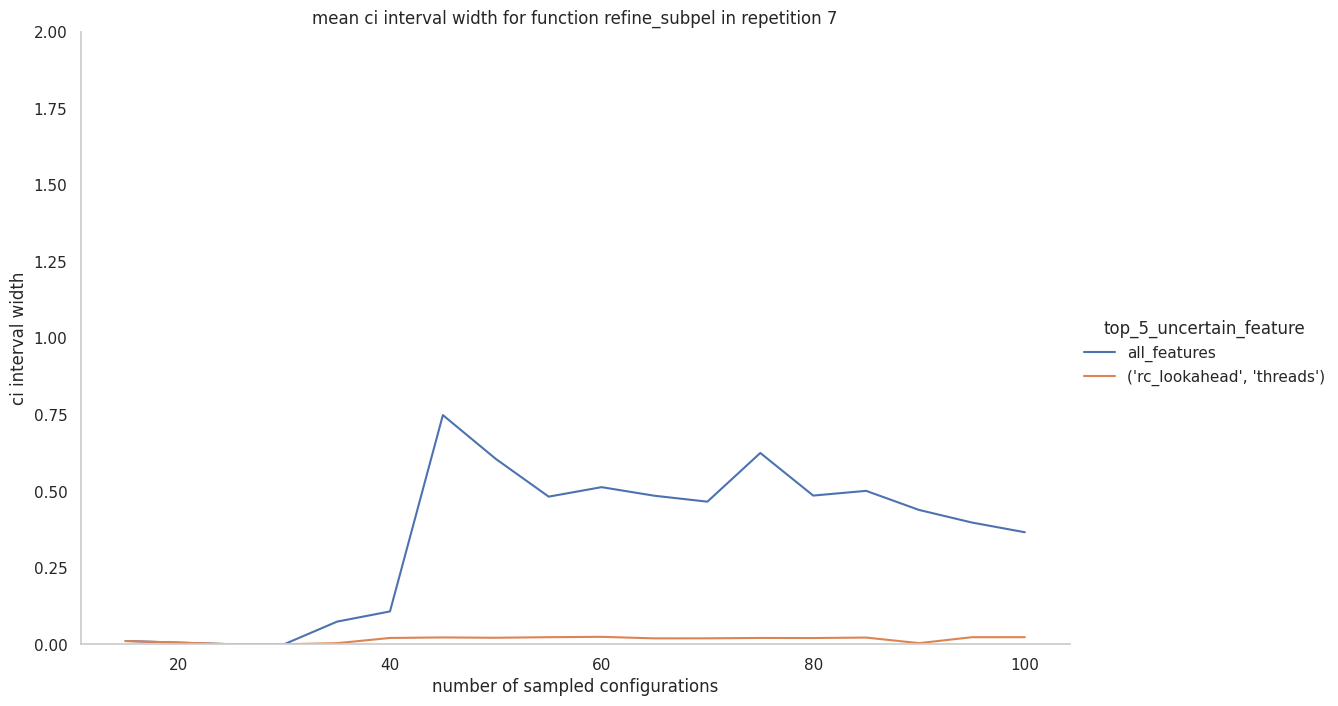 mean ci interval width for function refine_subpel in repetition 7
2.00
1.75
1.50
1.25
1.00
0.75
0.50
0.25
0.00
ci interval width
20
40
60
80
100
number of sampled configurations
top_5_uncertain_feature
all_features
('rc_lookahead', 'threads')